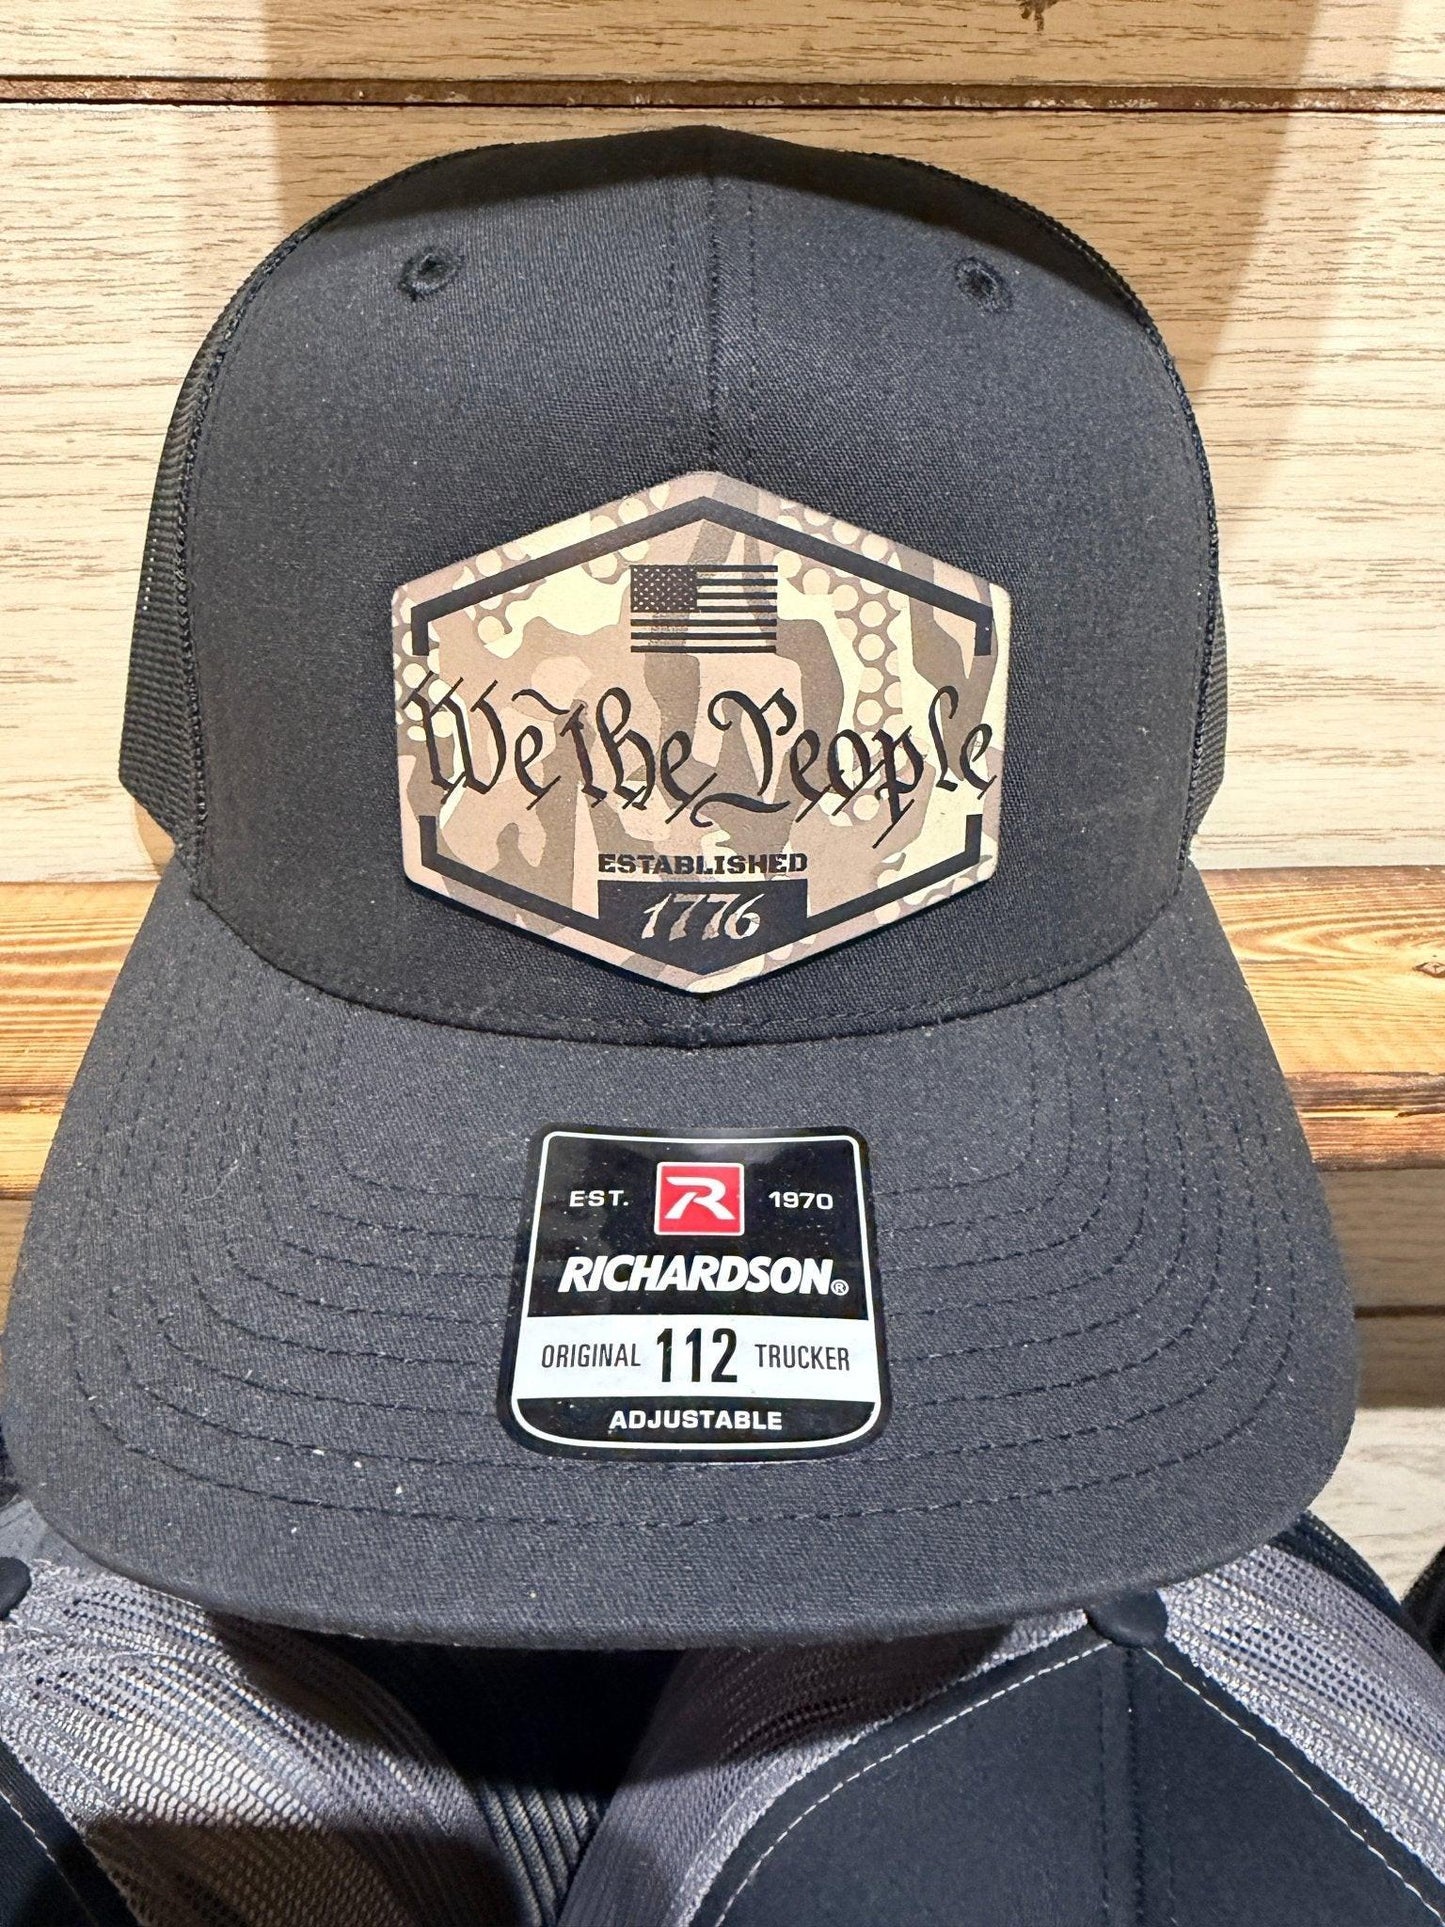 We the People
ESTABLISHED
1776
EST. R 1970
RICHARDSON®
ORIGINAL 112 TRUCKER
ADJUSTABLE